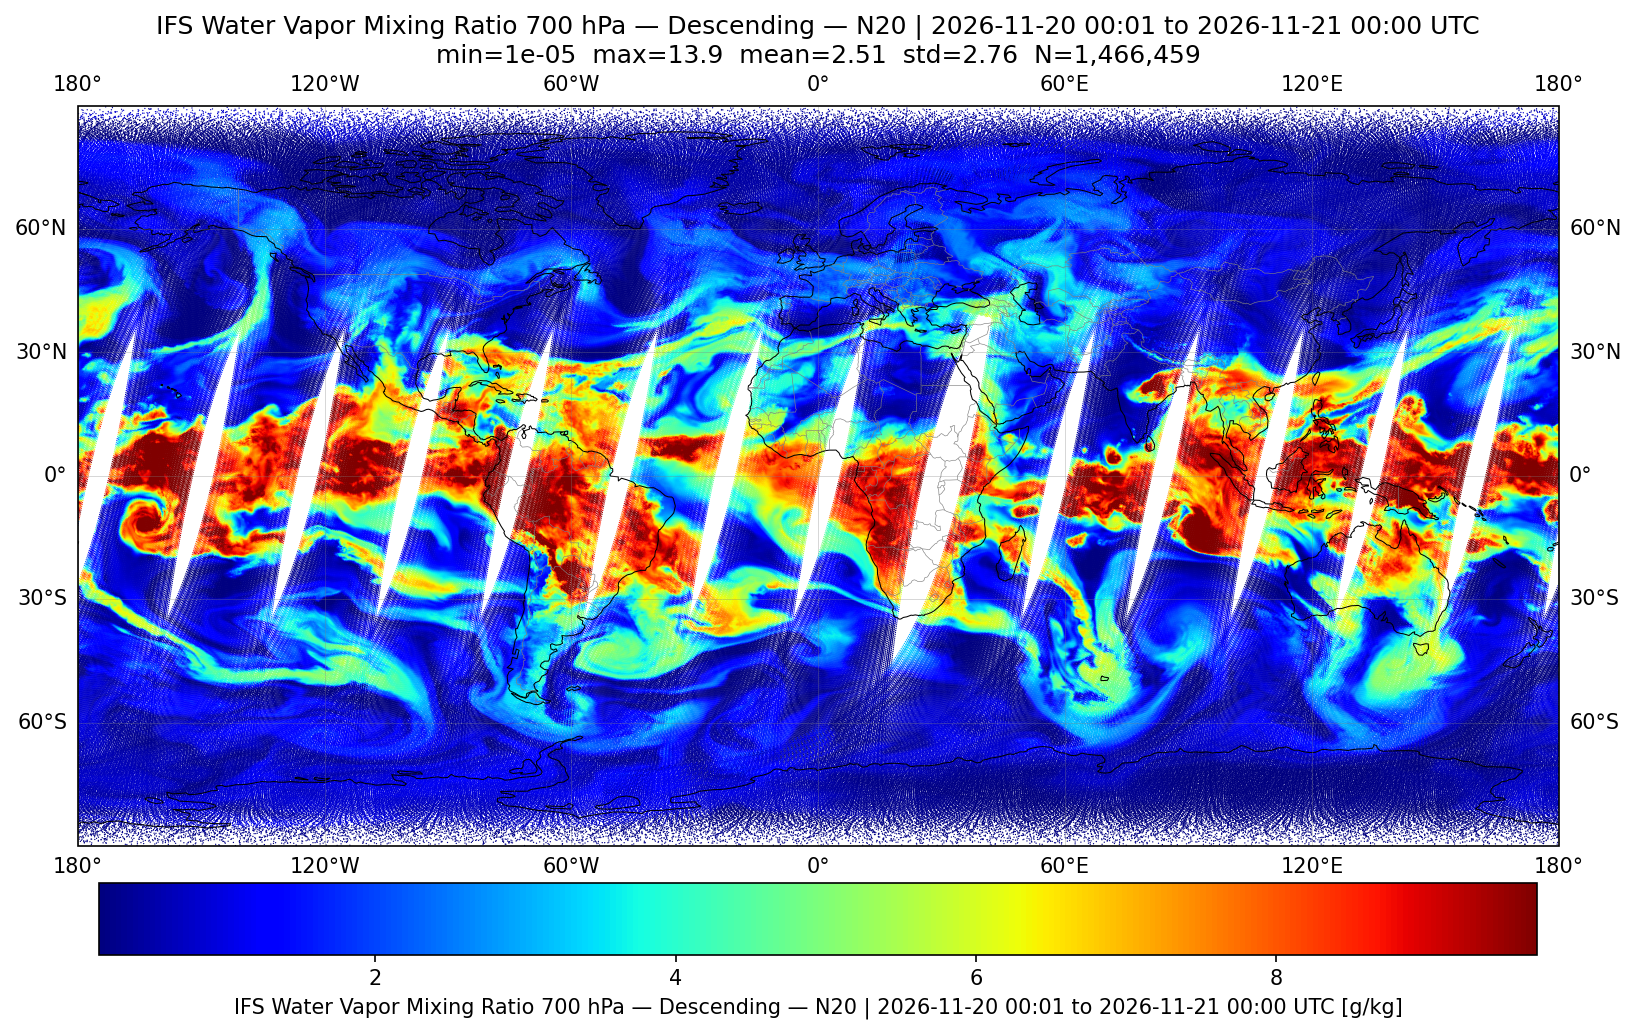 IFS Water Vapor Mixing Ratio 700 hPa — Descending — N20 | 2026-11-20 00:01 to 2026-11-21 00:00 UTC
min=1e-05  max=13.9  mean=2.51  std=2.76  N=1,466,459
180° 120°W 60°W 0° 60°E 120°E 180°
60°N 60°N
30°N 30°N
0° 0°
30°S 30°S
60°S 60°S
180° 120°W 60°W 0° 60°E 120°E 180°
2 4 6 8
IFS Water Vapor Mixing Ratio 700 hPa — Descending — N20 | 2026-11-20 00:01 to 2026-11-21 00:00 UTC [g/kg]